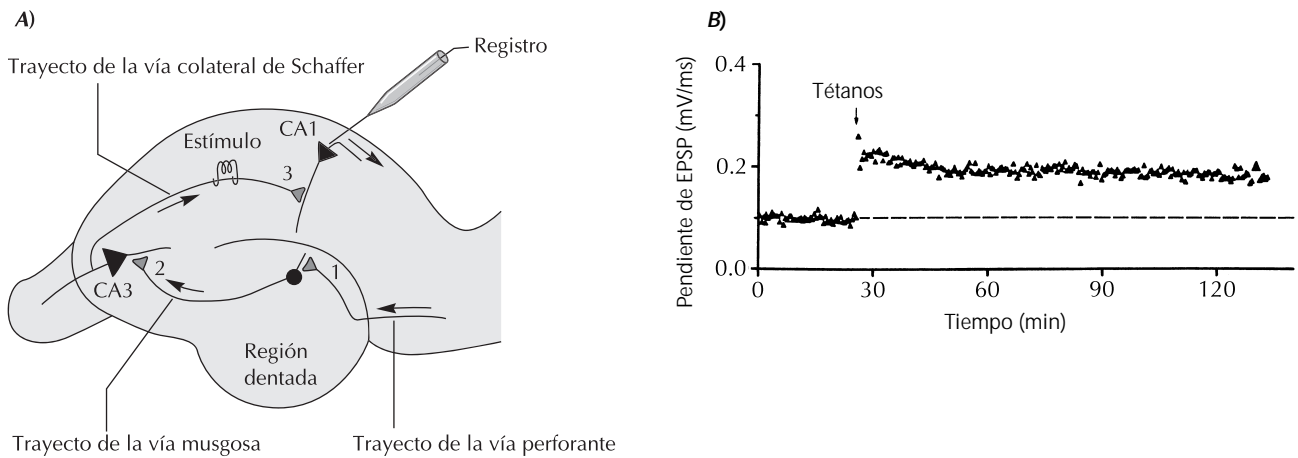 A)
Registro
Trayecto de la vía colateral de Schaffer
CA1
Estímulo
3
2
CA3
1
Región
dentada
Trayecto de la vía musgosa
Trayecto de la vía perforante
B)
Pendiente de EPSP (mV/ms)
0.4
0.2
0.0
Tétanos
0
30
60
90
120
Tiempo (min)